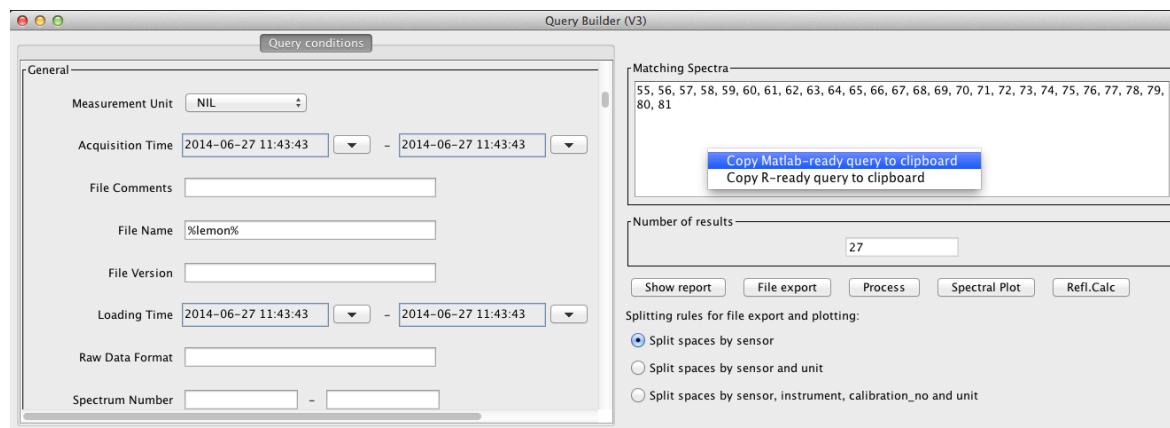 Query Builder (V3)
Query conditions
General
Measurement Unit NIL
Acquisition Time 2014-06-27 11:43:43 - 2014-06-27 11:43:43
File Comments
File Name %lemon%
File Version
Loading Time 2014-06-27 11:43:43 - 2014-06-27 11:43:43
Raw Data Format
Spectrum Number -
Matching Spectra
55, 56, 57, 58, 59, 60, 61, 62, 63, 64, 65, 66, 67, 68, 69, 70, 71, 72, 73, 74, 75, 76, 77, 78, 79,
80, 81
Copy Matlab-ready query to clipboard
Copy R-ready query to clipboard
Number of results
27
Show report File export Process Spectral Plot Refl.Calc
Splitting rules for file export and plotting:
Split spaces by sensor
Split spaces by sensor and unit
Split spaces by sensor, instrument, calibration_no and unit